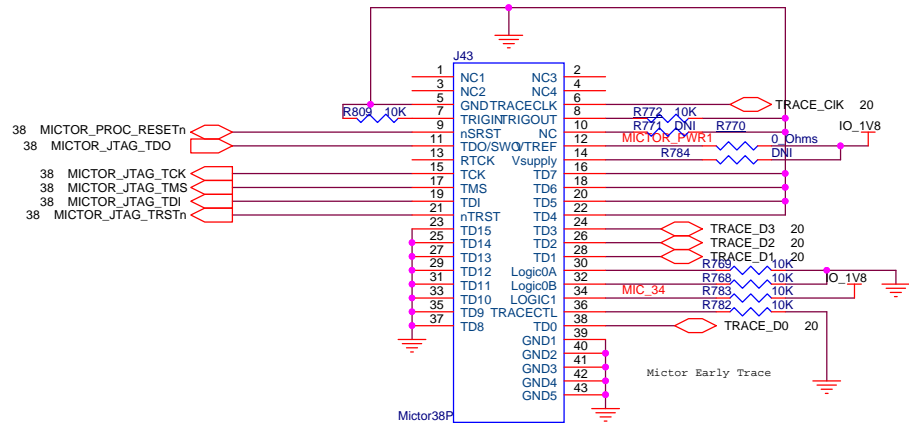 J43
1 NC1 NC3 2
3 NC2 NC4 4
5 GND TRACECLK 6 TRACE_ClK 20
R809 10K 7 TRIGIN TRIGOUT 8 R772 10K
38 MICTOR_PROC_RESETn 9 nSRST NC 10 R771 DNI R770 IO_1V8
38 MICTOR_JTAG_TDO 11 TDO/SWO VTREF 12 MICTOR_PWR1 0_Ohms
13 RTCK Vsupply 14 R784 DNI
38 MICTOR_JTAG_TCK 15 TCK TD7 16
38 MICTOR_JTAG_TMS 17 TMS TD6 18
38 MICTOR_JTAG_TDI 19 TDI TD5 20
38 MICTOR_JTAG_TRSTn 21 nTRST TD4 22
23 TD15 TD3 24 TRACE_D3 20
25 TD14 TD2 26 TRACE_D2 20
27 TD13 TD1 28 TRACE_D1 20
29 TD12 Logic0A 30 R769 10K
31 TD11 Logic0B 32 R768 10K IO_1V8
33 TD10 LOGIC1 34 MIC_34 R783 10K
35 TD9 TRACECTL 36 R782 10K
37 TD8 TD0 38 TRACE_D0 20
GND1 39
GND2 40
GND3 41
GND4 42
GND5 43
Mictor Early Trace
Mictor38P